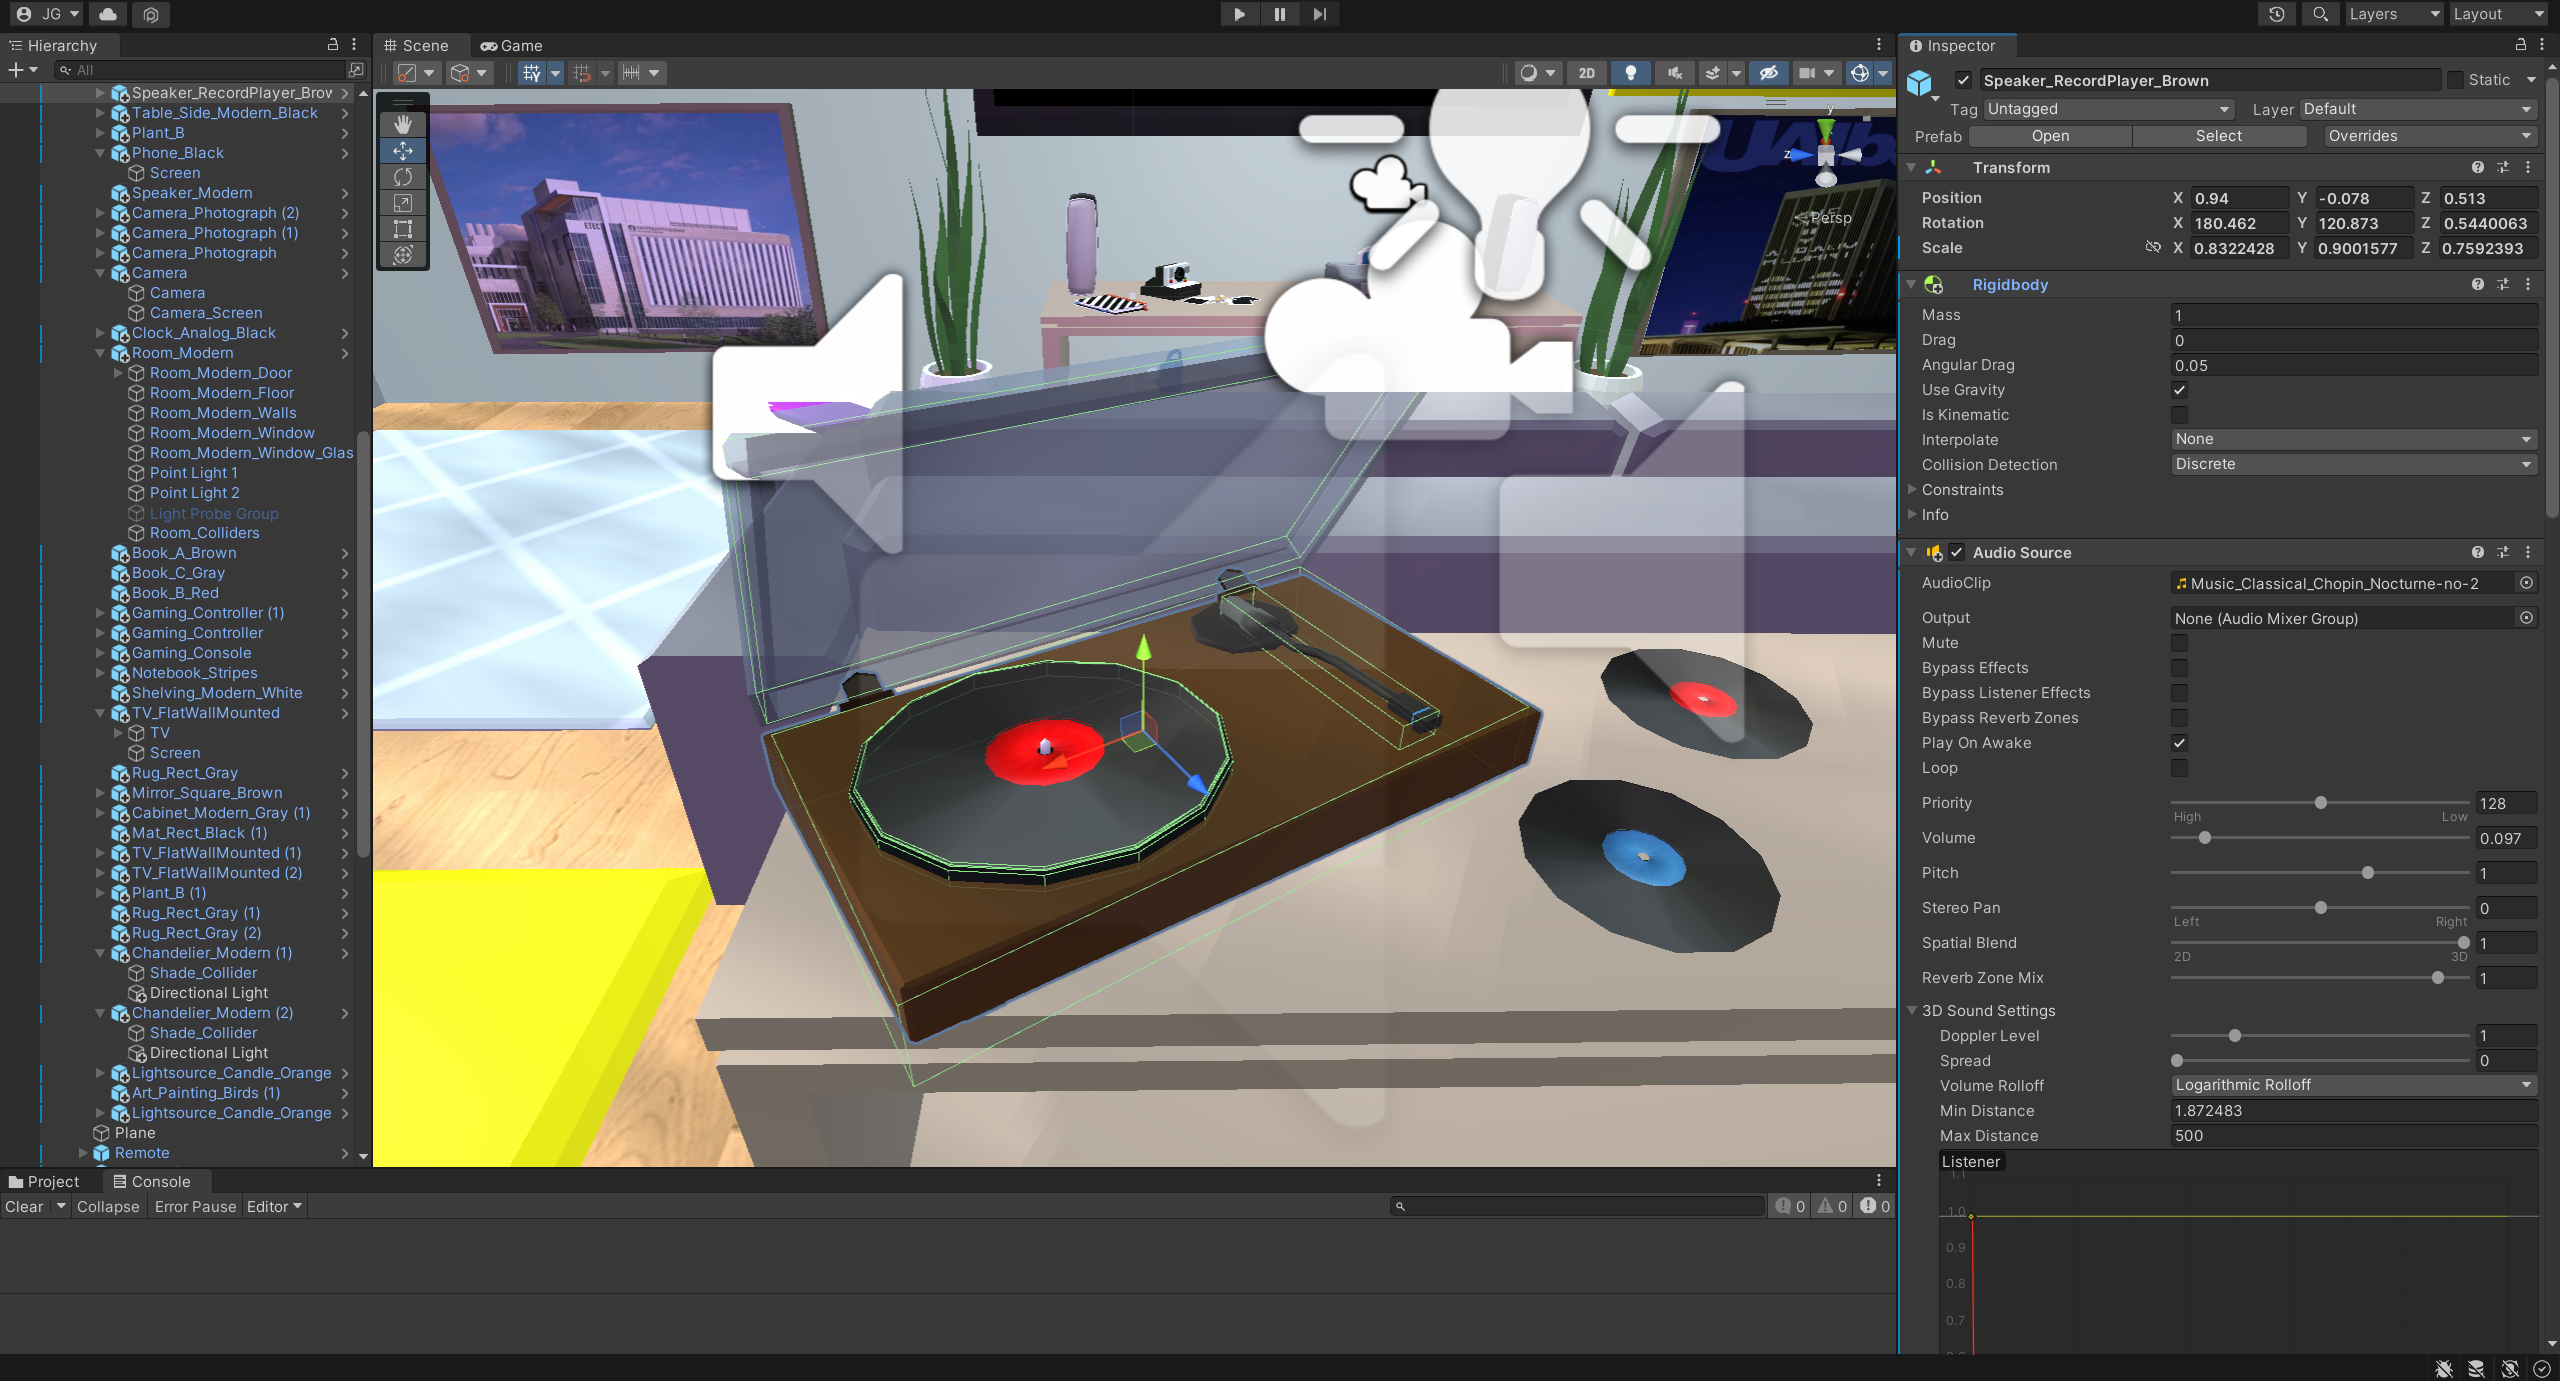 JG
Layers
Layout
Hierarchy
All
Speaker_RecordPlayer_Brow
Table_Side_Modern_Black
Plant_B
Phone_Black
Screen
Speaker_Modern
Camera_Photograph (2)
Camera_Photograph (1)
Camera_Photograph
Camera
Camera
Camera_Screen
Clock_Analog_Black
Room_Modern
Room_Modern_Door
Room_Modern_Floor
Room_Modern_Walls
Room_Modern_Window
Room_Modern_Window_Glas
Point Light 1
Point Light 2
Light Probe Group
Room_Colliders
Book_A_Brown
Book_C_Gray
Book_B_Red
Gaming_Controller (1)
Gaming_Controller
Gaming_Console
Notebook_Stripes
Shelving_Modern_White
TV_FlatWallMounted
TV
Screen
Rug_Rect_Gray
Mirror_Square_Brown
Cabinet_Modern_Gray (1)
Mat_Rect_Black (1)
TV_FlatWallMounted (1)
TV_FlatWallMounted (2)
Plant_B (1)
Rug_Rect_Gray (1)
Rug_Rect_Gray (2)
Chandelier_Modern (1)
Shade_Collider
Directional Light
Chandelier_Modern (2)
Shade_Collider
Directional Light
Lightsource_Candle_Orange
Art_Painting_Birds (1)
Lightsource_Candle_Orange
Plane
Remote
Scene
Game
2D
y
z
Persp
ETEC
UAlb
Project
Console
Clear
Collapse
Error Pause
Editor
0
0
0
Inspector
Speaker_RecordPlayer_Brown
Static
Tag Untagged
Layer Default
Prefab Open Select Overrides
Transform
Position X 0.94 Y -0.078 Z 0.513
Rotation X 180.462 Y 120.873 Z 0.5440063
Scale X 0.8322428 Y 0.9001577 Z 0.7592393
Rigidbody
Mass 1
Drag 0
Angular Drag 0.05
Use Gravity
Is Kinematic
Interpolate None
Collision Detection Discrete
Constraints
Info
Audio Source
AudioClip Music_Classical_Chopin_Nocturne-no-2
Output None (Audio Mixer Group)
Mute
Bypass Effects
Bypass Listener Effects
Bypass Reverb Zones
Play On Awake
Loop
Priority 128
High Low
Volume 0.097
Pitch 1
Stereo Pan 0
Left Right
Spatial Blend 1
2D 3D
Reverb Zone Mix 1
3D Sound Settings
Doppler Level 1
Spread 0
Volume Rolloff Logarithmic Rolloff
Min Distance 1.872483
Max Distance 500
Listener
1.1
1.0
0.9
0.8
0.7